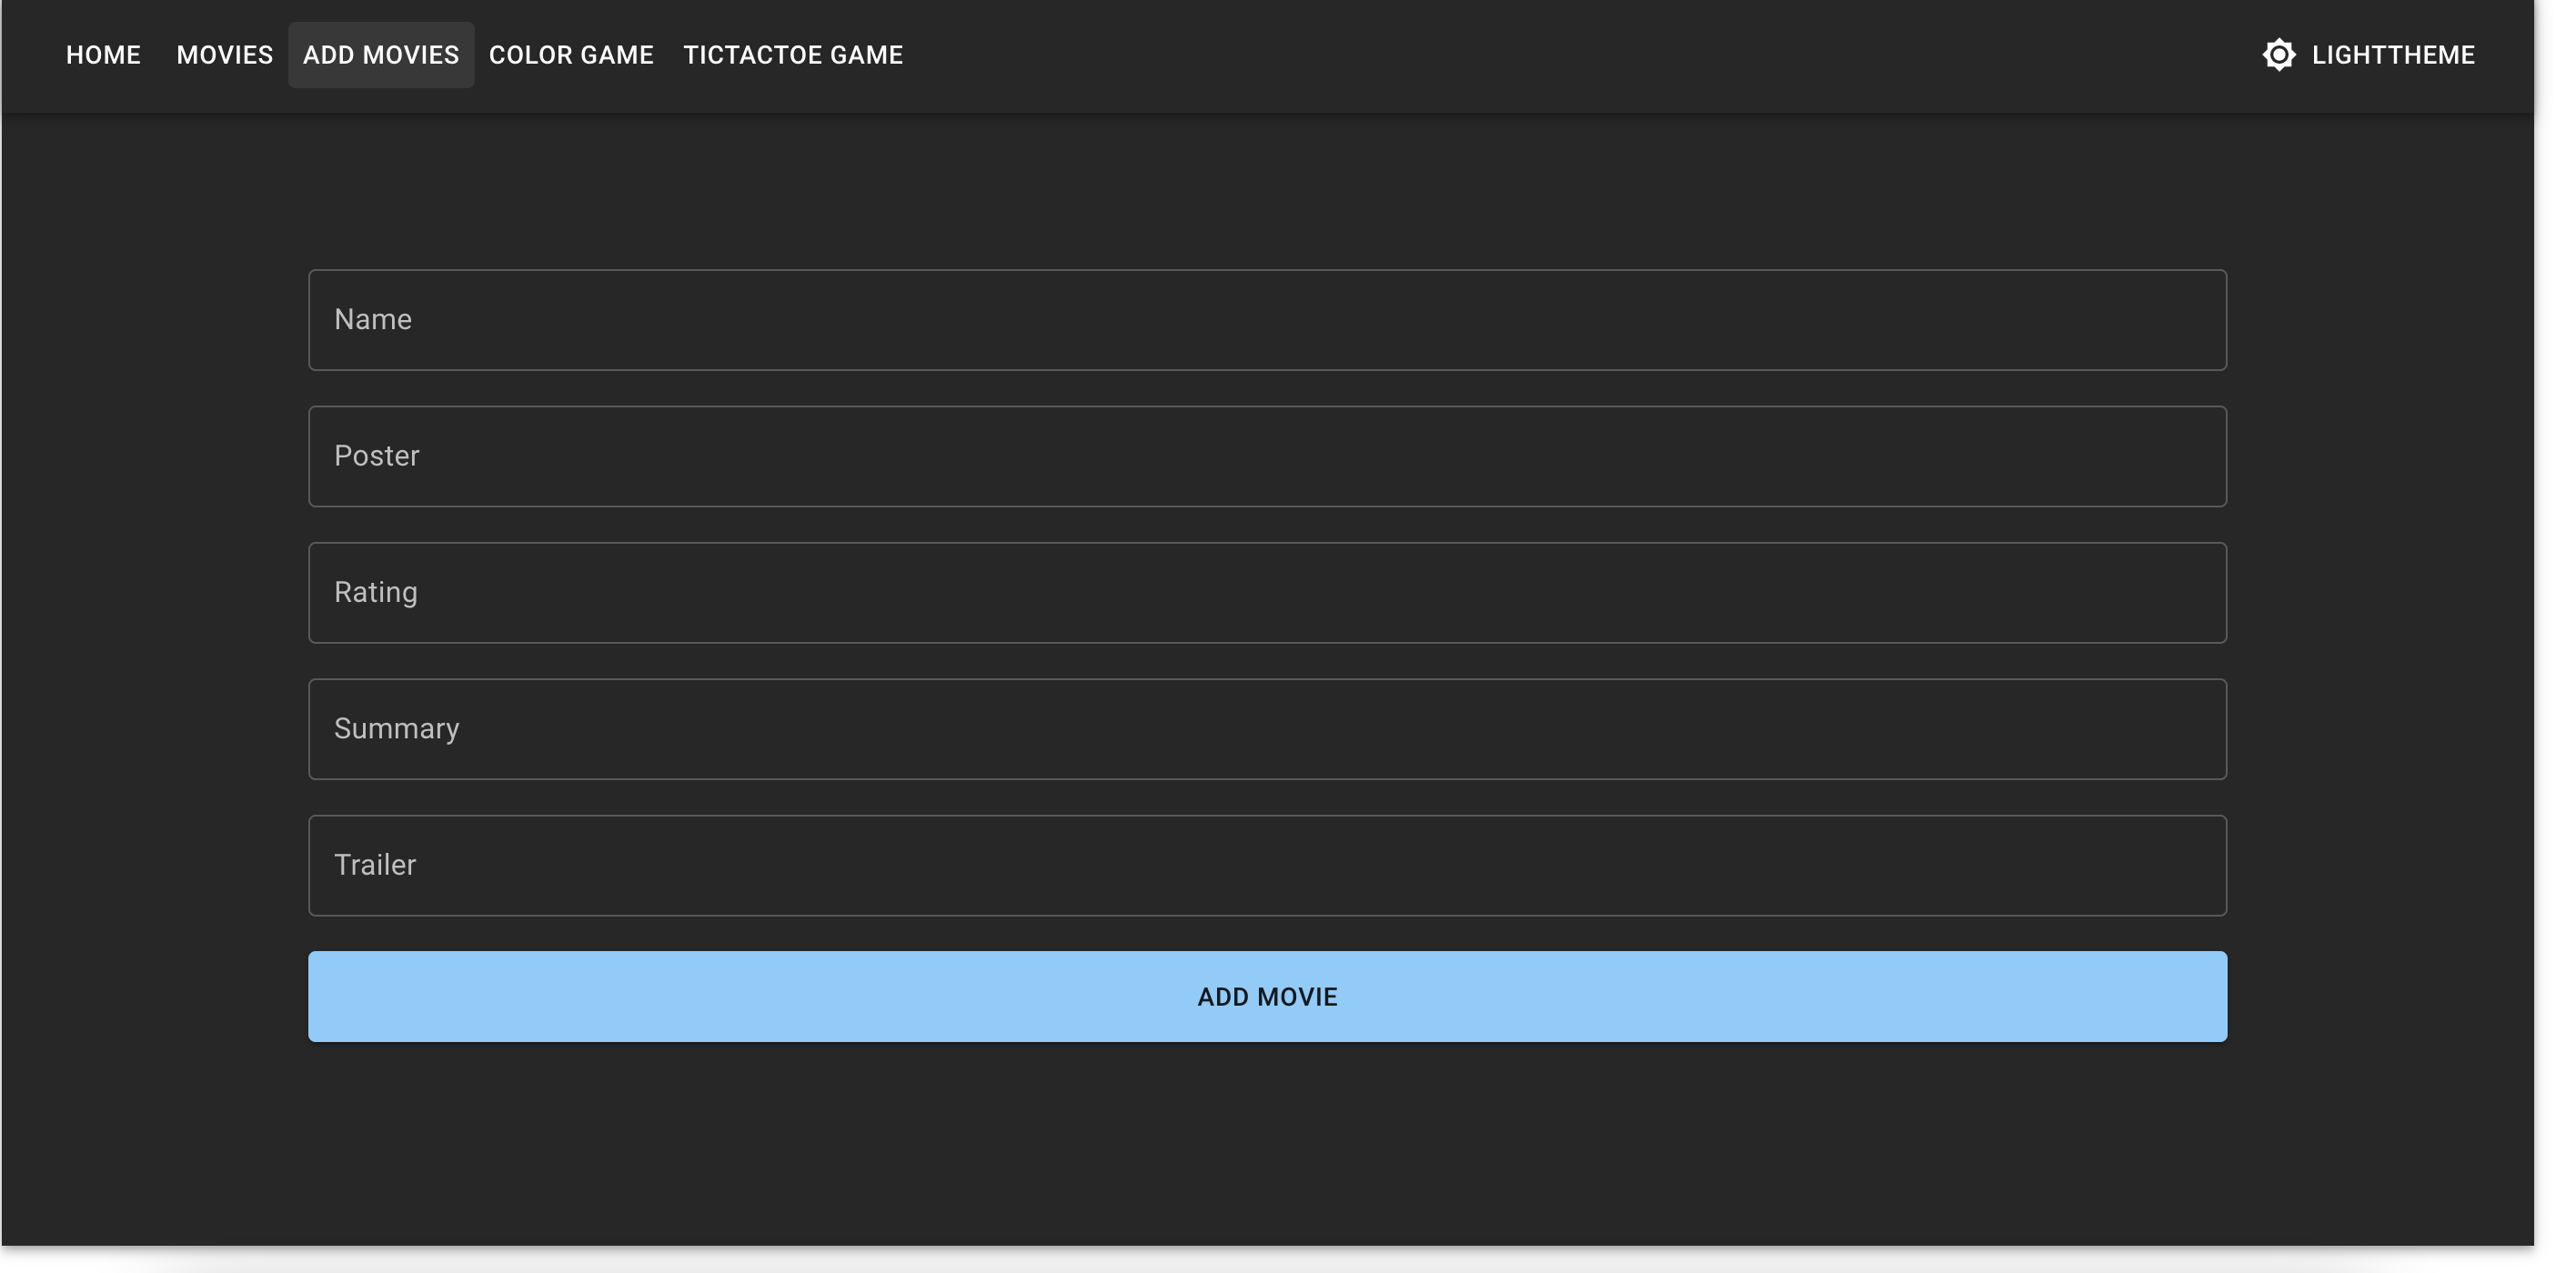 HOME MOVIES ADD MOVIES COLOR GAME TICTACTOE GAME LIGHTTHEME
Name
Poster
Rating
Summary
Trailer
ADD MOVIE